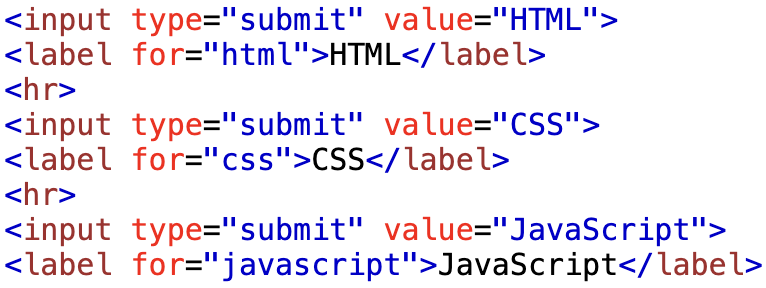 <input type="submit" value="HTML">
<label for="html">HTML</label>
<hr>
<input type="submit" value="CSS">
<label for="css">CSS</label>
<hr>
<input type="submit" value="JavaScript">
<label for="javascript">JavaScript</label>